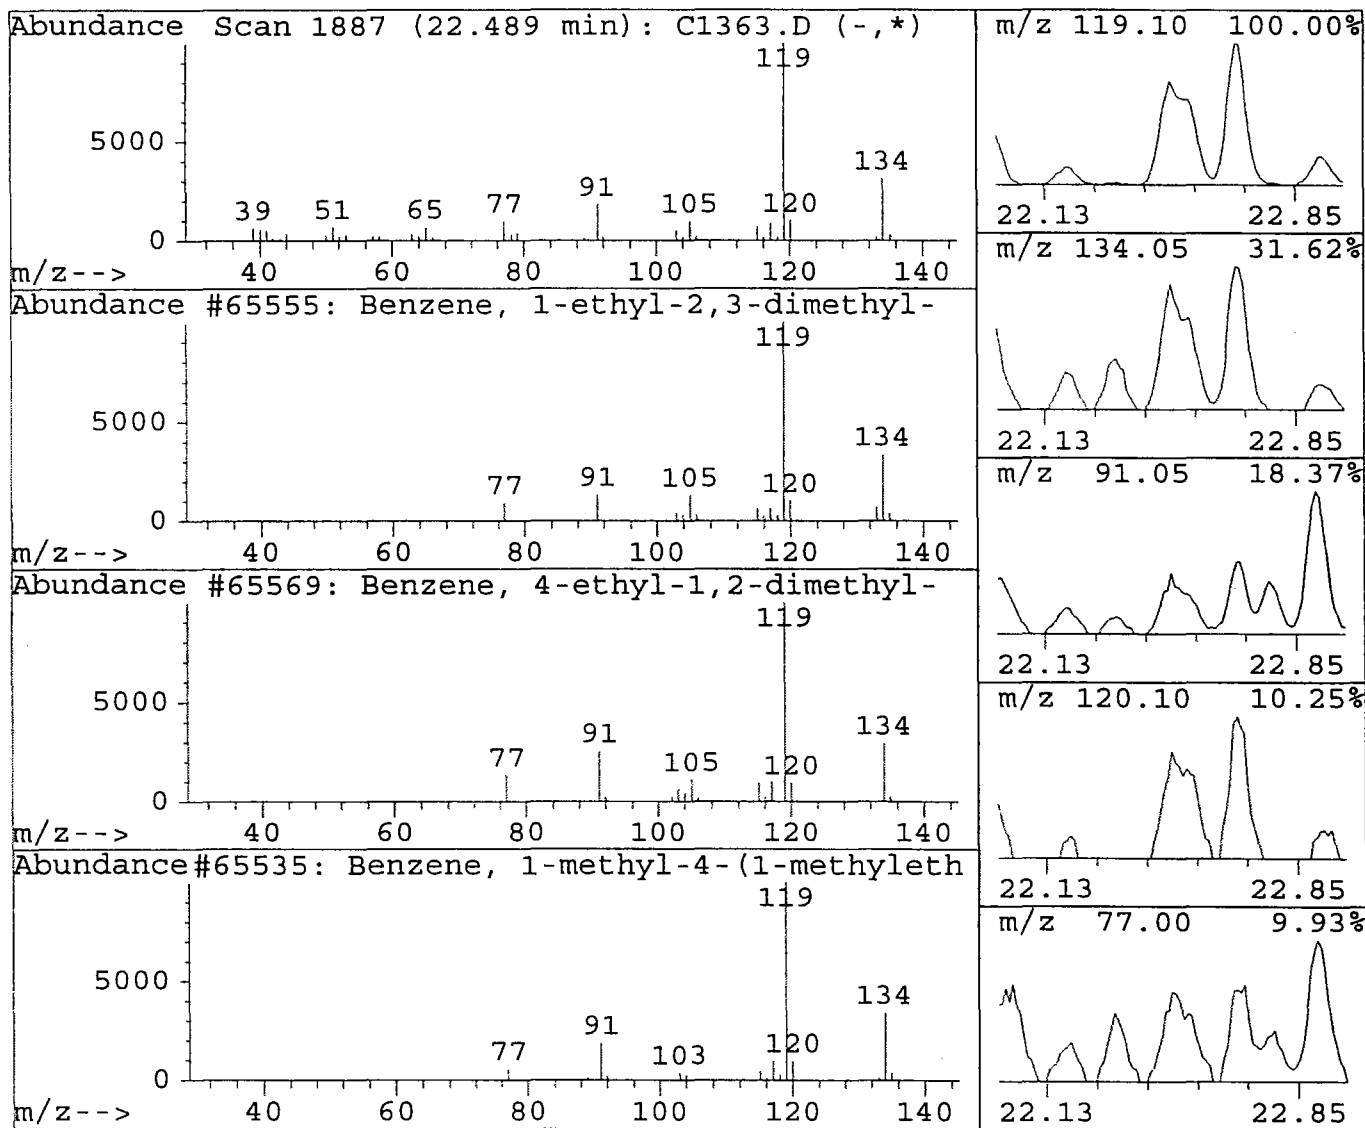 Abundance Scan 1887 (22.489 min): C1363.D (-,*)
119
5000
134
91
39 51 65 77 105 120
0
m/z--> 40 60 80 100 120 140
Abundance #65555: Benzene, 1-ethyl-2,3-dimethyl-
119
5000
134
77 91 105 120
0
m/z--> 40 60 80 100 120 140
Abundance #65569: Benzene, 4-ethyl-1,2-dimethyl-
119
5000
134
91
77 105 120
0
m/z--> 40 60 80 100 120 140
Abundance #65535: Benzene, 1-methyl-4-(1-methyleth
119
5000
134
91
77 103 120
0
m/z--> 40 60 80 100 120 140
m/z 119.10 100.00%
22.13 22.85
m/z 134.05 31.62%
22.13 22.85
m/z 91.05 18.37%
22.13 22.85
m/z 120.10 10.25%
22.13 22.85
m/z 77.00 9.93%
22.13 22.85